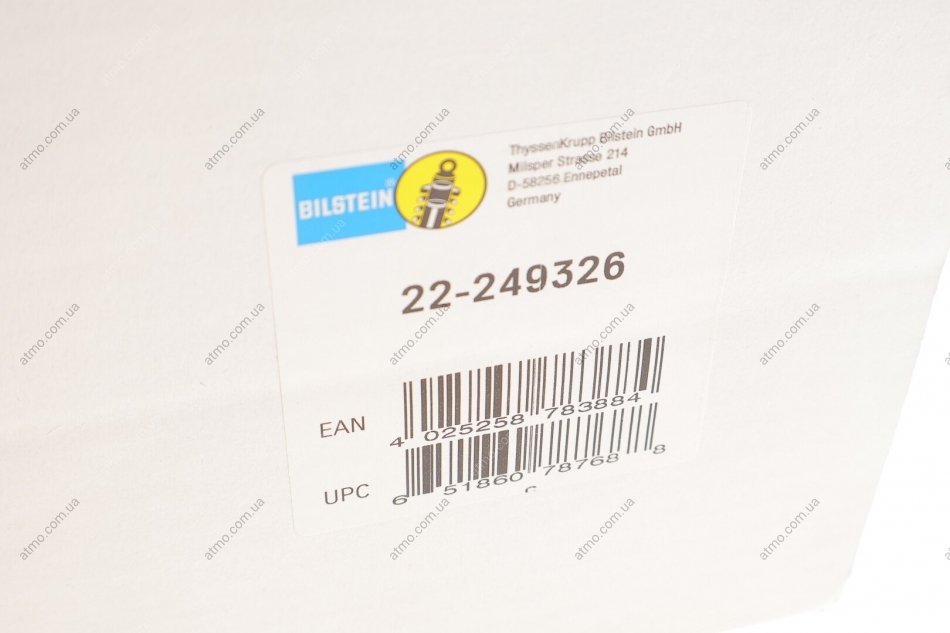 BILSTEIN®
ThyssenKrupp Bilstein GmbH
Milsper Strasse 214
D-58256 Ennepetal
Germany
22-249326
EAN
4 025258 783884
UPC
6 51860 78768 8
atmo.com.ua